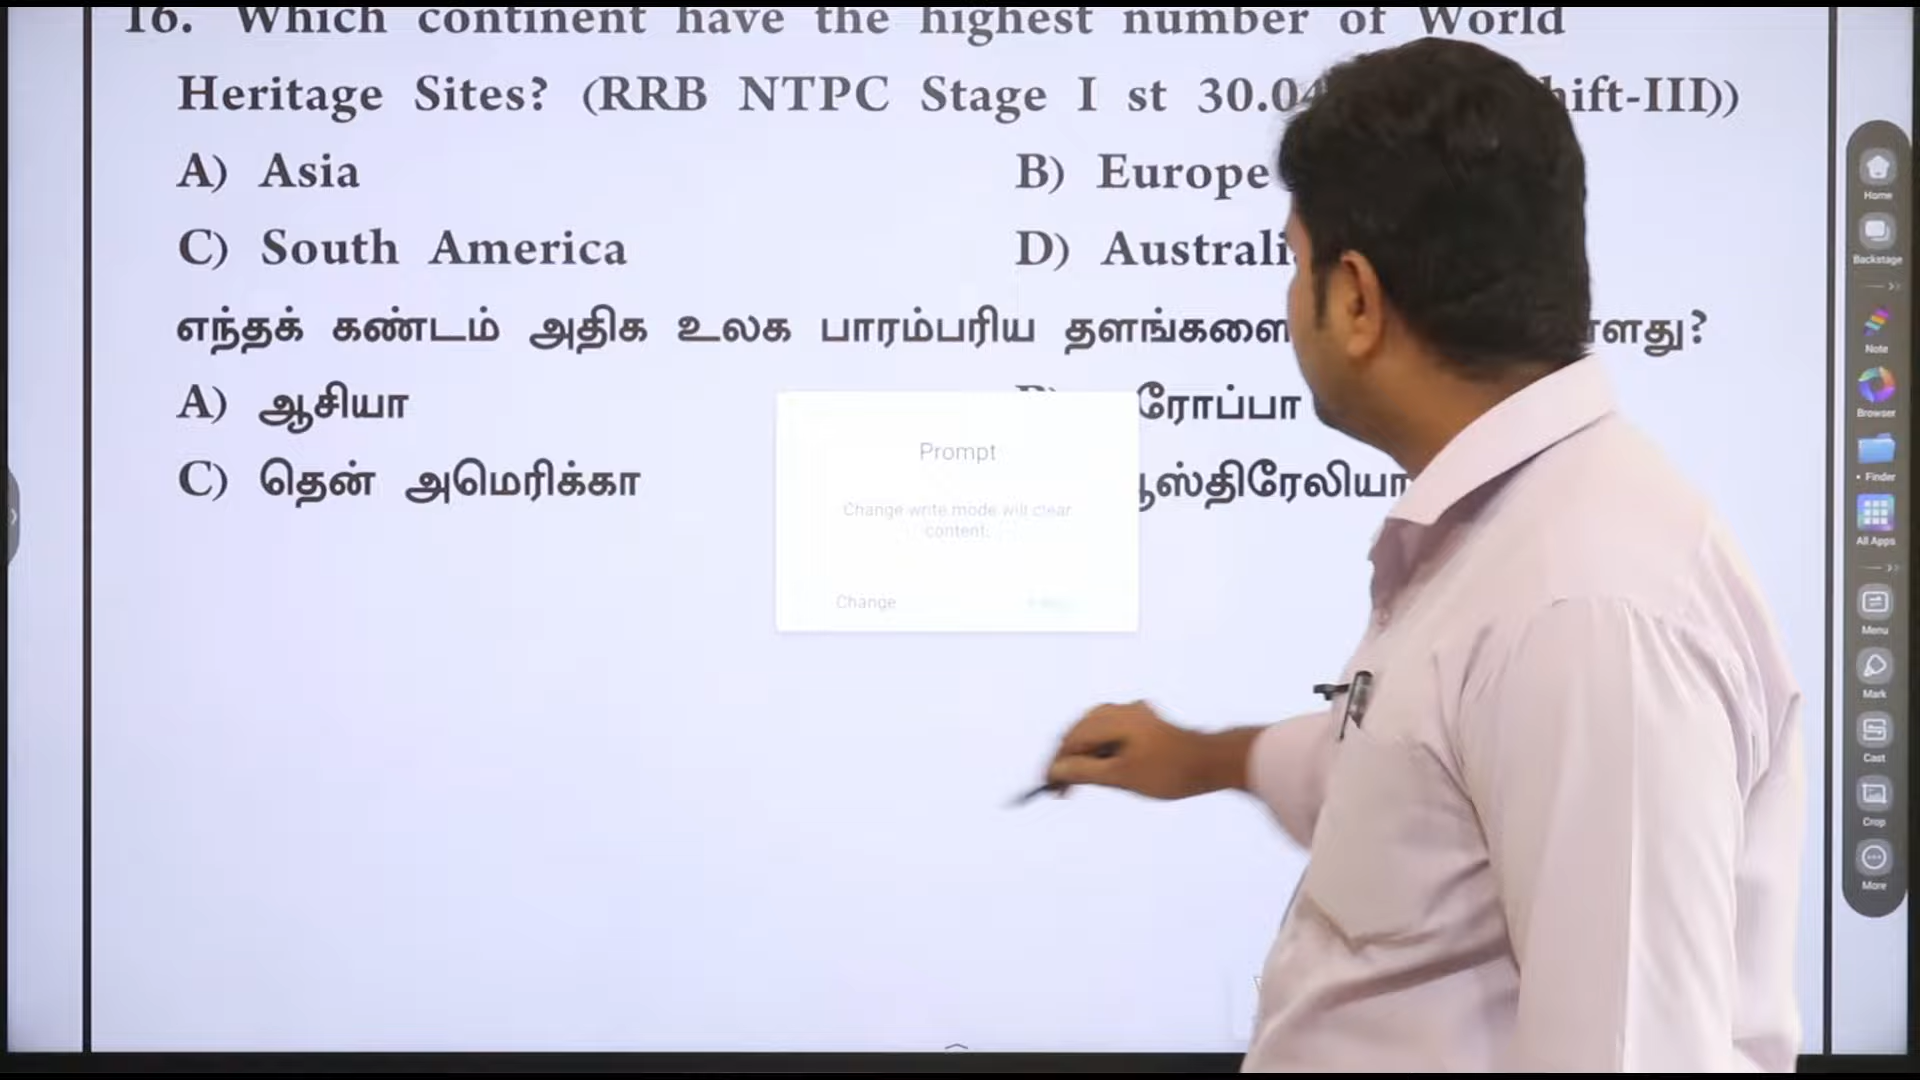 16. Which continent have the highest number of World
Heritage Sites? (RRB NTPC Stage I st 30.04 hift-III))
A) Asia
B) Europe
C) South America
D) Australi
எந்தக் கண்டம் அதிக உலக பாரம்பரிய தளங்களை ளது?
A) ஆசியா
ரோப்பா
C) தென் அமெரிக்கா
ஸ்திரேலியா
Prompt
Change write mode will clear
content.
Change
Home
Backstage
Note
Browser
Finder
All Apps
Menu
Mark
Cast
Crop
More